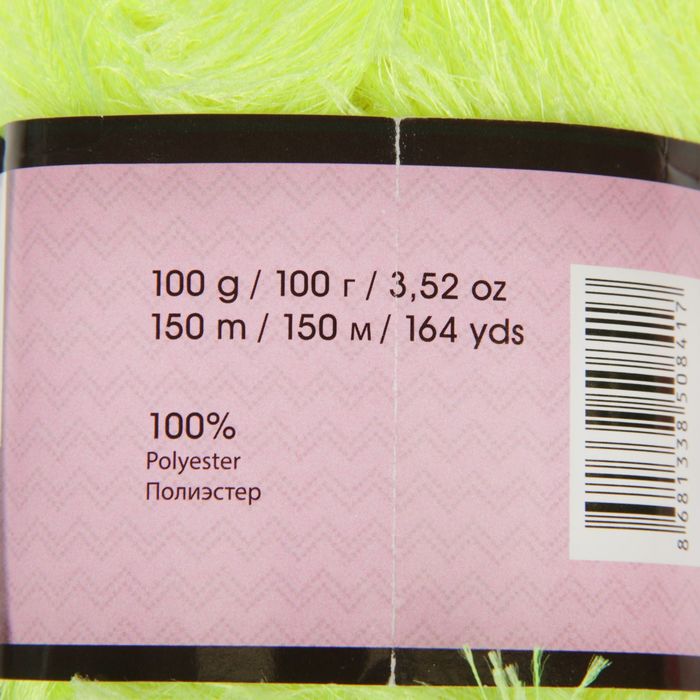 100 g / 100 г / 3,52 oz
150 m / 150 м / 164 yds
100%
Polyester
Полиэстер
8 681338 508417